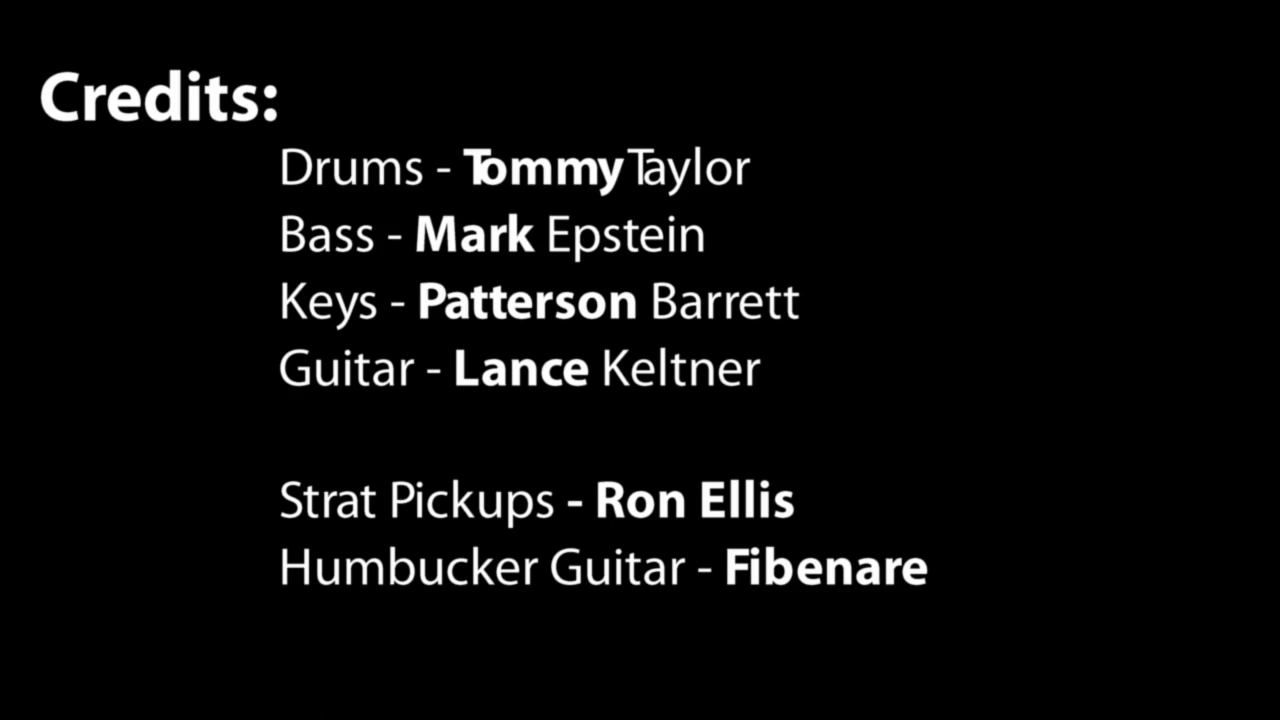 Credits:
Drums - Tommy Taylor
Bass - Mark Epstein
Keys - Patterson Barrett
Guitar - Lance Keltner
Strat Pickups - Ron Ellis
Humbucker Guitar - Fibenare